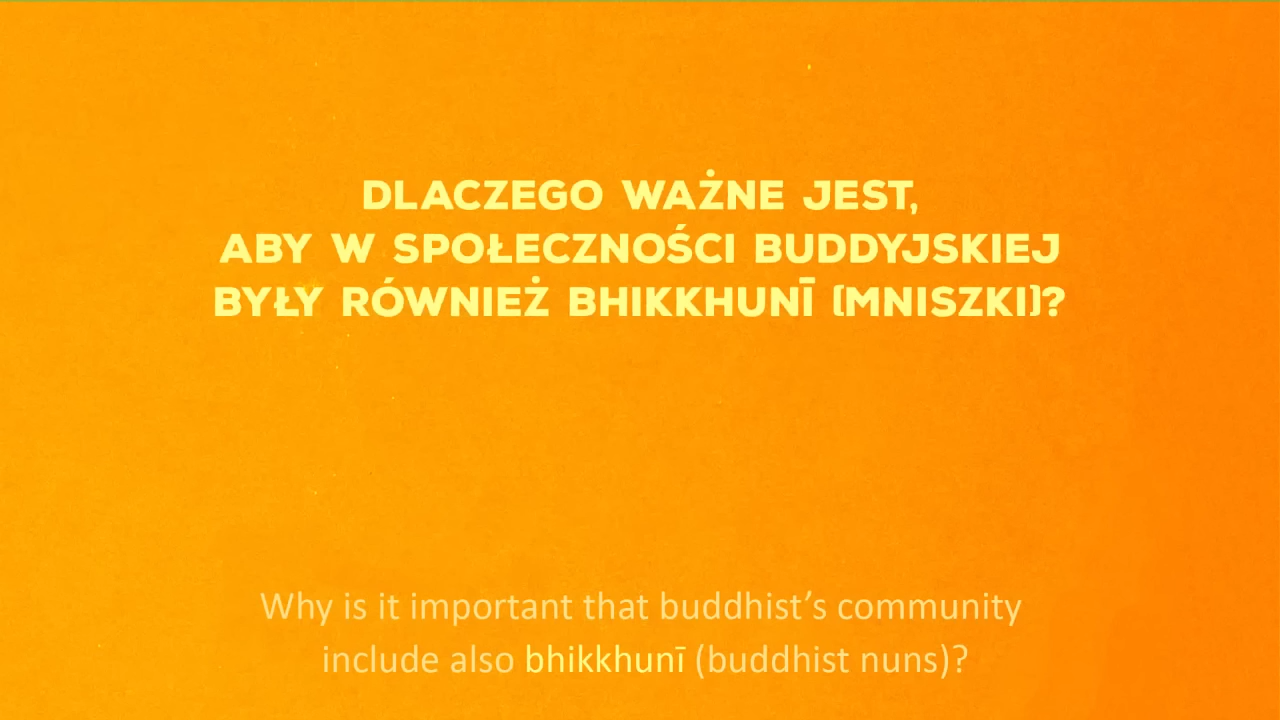 DLACZEGO WAŻNE JEST,
ABY W SPOŁECZNOŚCI BUDDYJSKIEJ
BYŁY RÓWNIEŻ BHIKKHUNĪ (MNISZKI)?
Why is it important that buddhist’s community
include also bhikkhunī (buddhist nuns)?